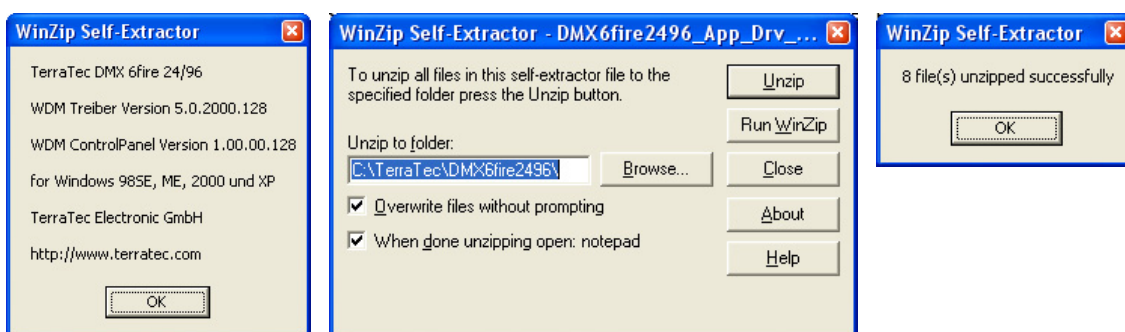 WinZip Self-Extractor
TerraTec DMX 6fire 24/96
WDM Treiber Version 5.0.2000.128
WDM ControlPanel Version 1.00.00.128
for Windows 98SE, ME, 2000 und XP
TerraTec Electronic GmbH
http://www.terratec.com
OK
WinZip Self-Extractor - DMX6fire2496_App_Drv_...
To unzip all files in this self-extractor file to the
specified folder press the Unzip button.
Unzip to folder:
C:\TerraTec\DMX6fire2496\
Browse...
Overwrite files without prompting
When done unzipping open: notepad
Unzip
Run WinZip
Close
About
Help
WinZip Self-Extractor
8 file(s) unzipped successfully
OK